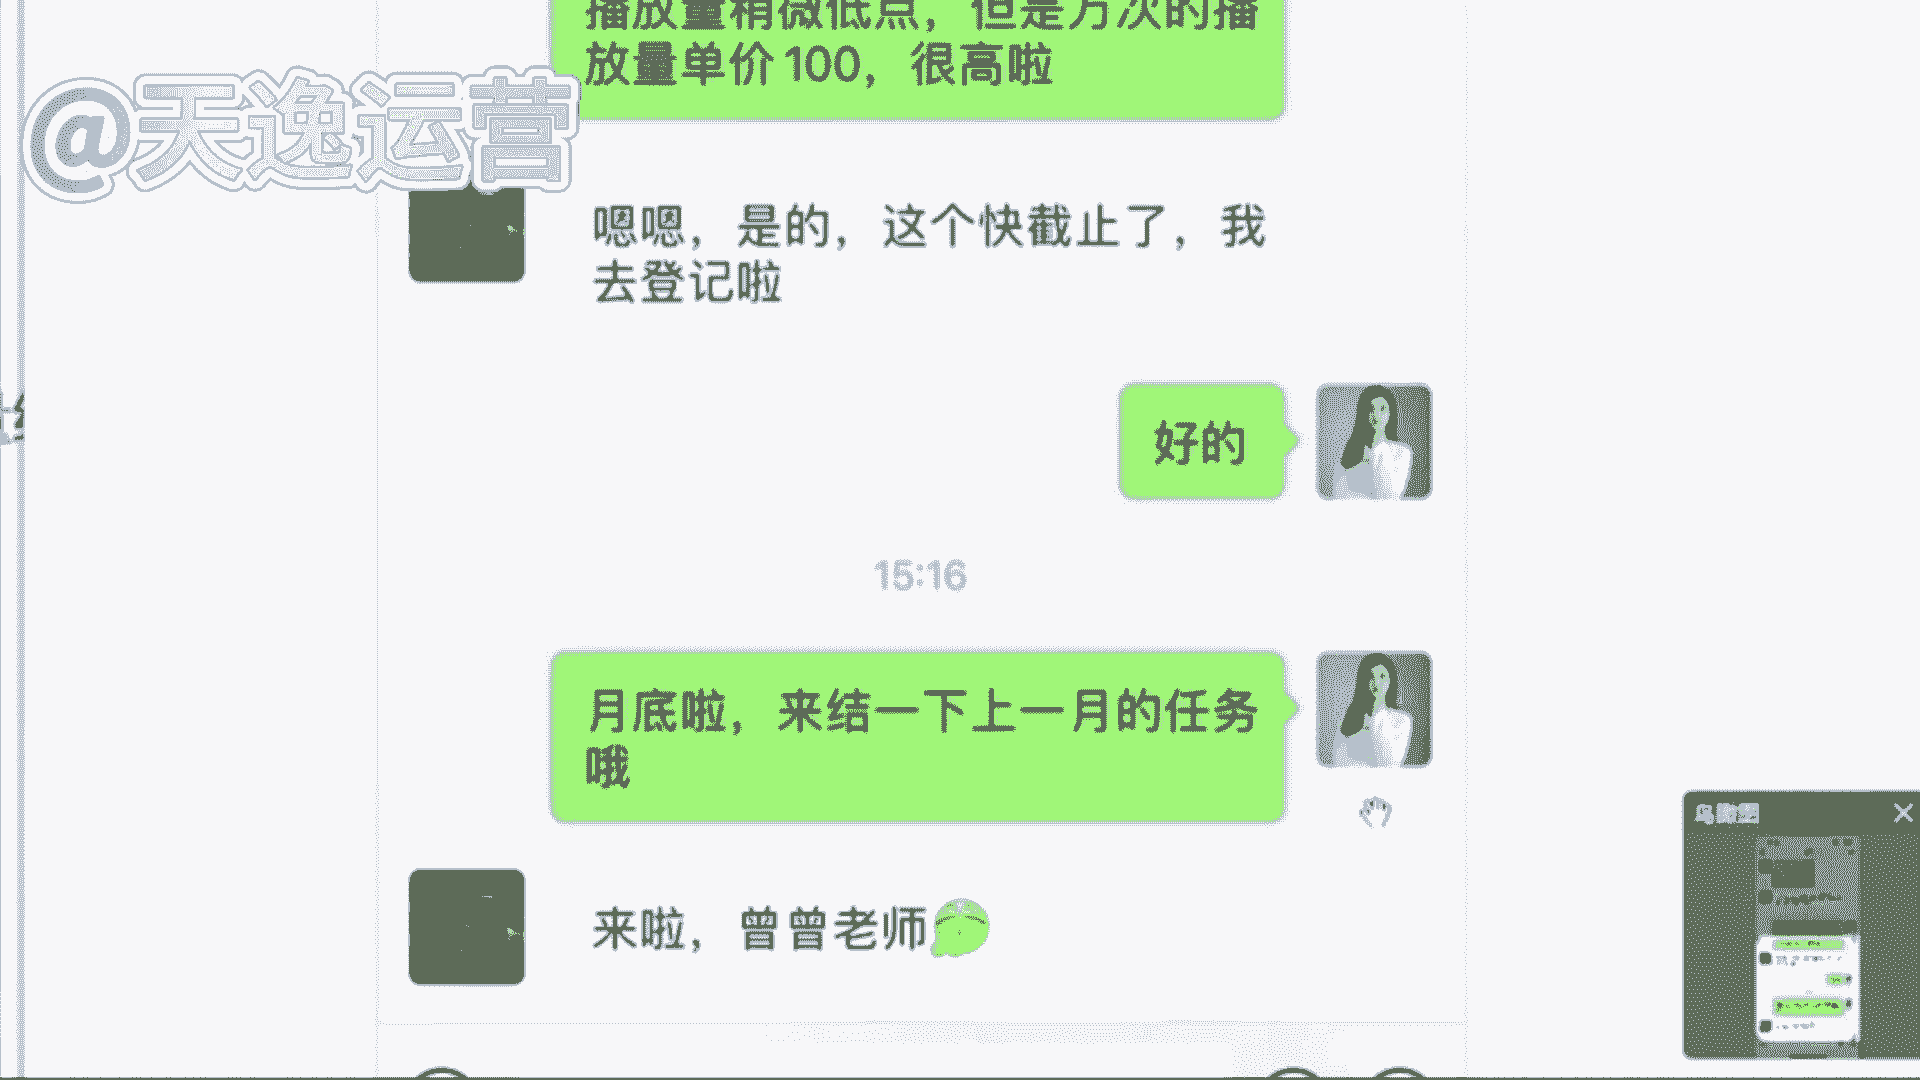 播放量稍微低点，但是万次的播
放量单价100，很高啦
@天逸运营
嗯嗯，是的，这个快截止了，我
去登记啦
好的
15:16
月底啦，来结一下上一月的任务
哦
来啦，曾曾老师